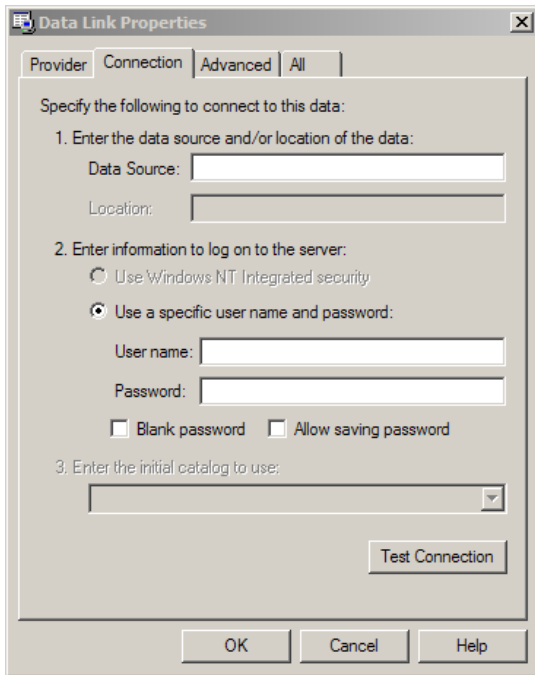 Data Link Properties
Provider Connection Advanced All
Specify the following to connect to this data:
1. Enter the data source and/or location of the data:
Data Source:
Location:
2. Enter information to log on to the server:
Use Windows NT Integrated security
Use a specific user name and password:
User name:
Password:
Blank password Allow saving password
3. Enter the initial catalog to use:
Test Connection
OK Cancel Help